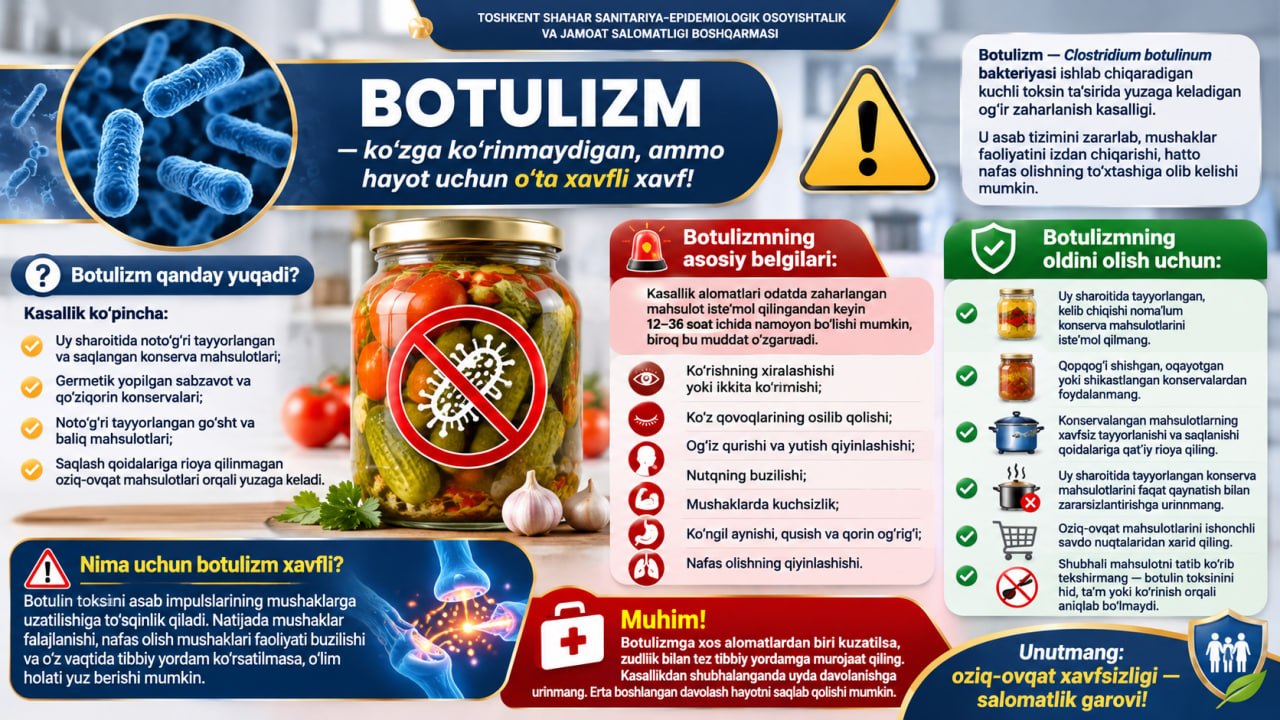 TOSHKENT SHAHAR SANITARIYA-EPIDEMIOLOGIK OSOYISHTALIK
VA JAMOAT SALOMATLIGI BOSHQARMASI
BOTULIZM
— ko‘zga ko‘rinmaydigan, ammo
hayot uchun o‘ta xavfli xavf!
Botulizm — Clostridium botulinum
bakteriyasi ishlab chiqaradigan
kuchli toksin ta’sirida yuzaga keladigan
og‘ir zaharlanish kasalligi.
U asab tizimini zararlab, mushaklar
faoliyatini izdan chiqarishi, hatto
nafas olishning to‘xtashiga olib kelishi
mumkin.
Botulizm qanday yuqadi?
Kasallik ko‘pincha:
Uy sharoitida noto‘g‘ri tayyorlangan
va saqlangan konserva mahsulotlari;
Germetik yopilgan sabzavot va
qo‘ziqorin konservalari;
Noto‘g‘ri tayyorlangan go‘sht va
baliq mahsulotlari;
Saqlash qoidalariga rioya qilinmagan
oziq-ovqat mahsulotlari orqali yuzaga keladi.
Botulizmning
asosiy belgilari:
Kasallik alomatlari odatda zaharlangan
mahsulot iste’mol qilingandan keyin
12–36 soat ichida namoyon bo‘lishi mumkin,
biroq bu muddat
Ko‘rishning xiralashishi
yoki ikkita
Ko‘z qovoqlarining osilib qolishi;
Og‘iz qurishi va yutish qiyinlashishi;
Nutqning buzilishi;
Mushaklarda kuchsizlik;
Ko‘ngil aynishi, qusish va qorin og‘rig‘i;
Nafas olishning qiyinlashishi.
Botulizmning
oldini olish uchun:
Uy sharoitida tayyorlangan,
kelib chiqishi noma’lum
konserva mahsulotlarini
iste’mol qilmang.
Qopqog‘i shishgan, oqayotgan
yoki shikastlangan konservalardan
foydalanmang.
Konservalangan mahsulotlarning
xavfsiz tayyorlanishi va saqlanishi
qoidalariga qat’iy rioya qiling.
Uy sharoitida tayyorlangan konserva
mahsulotlarini faqat qaynatish bilan
zararsizlantirishga urinmang.
Oziq-ovqat mahsulotlarini ishonchli
savdo nuqtalaridan xarid qiling.
Shubhali mahsulotni tatib ko‘rib
tekshirmang — botulin toksinini
hid, ta’m yoki ko‘rinish orqali
aniqlab bo‘lmaydi.
Nima uchun botulizm xavfli?
Botulin toksini asab impulslarining mushaklarga
uzatilishiga to‘sqinlik qiladi. Natijada mushaklar
falajlanishi, nafas olish mushaklari faoliyati buzilishi
va o‘z vaqtida tibbiy yordam ko‘rsatilmasa, o‘lim
holati yuz berishi mumkin.
Muhim!
Botulizmga xos alomatlardan biri kuzatilsa,
zudlik bilan tez tibbiy yordamga murojaat qiling.
Kasallikdan shubhalanganda uyda davolanishga
urinmang. Erta boshlangan davolash hayotni saqlab qolishi mumkin.
Unutmang:
oziq-ovqat xavfsizligi —
salomatlik garovi!